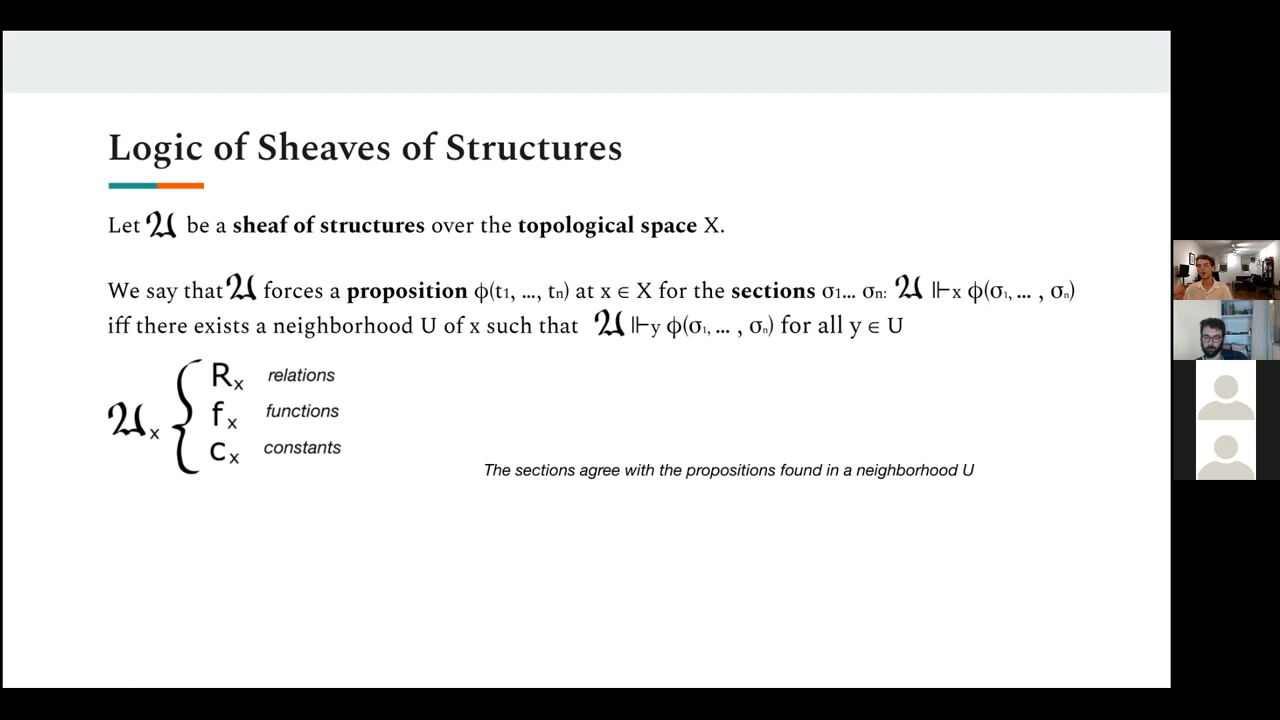 Logic of Sheaves of Structures
Let 𝔄 be a sheaf of structures over the topological space X.
We say that 𝔄 forces a proposition ϕ(t₁, ..., tₙ) at x ∈ X for the sections σ₁... σₙ: 𝔄 ⊩x ϕ(σ₁, ... , σₙ)
iff there exists a neighborhood U of x such that 𝔄 ⊩y ϕ(σ₁, ... , σₙ) for all y ∈ U
𝔄x { Rx relations
fx functions
cx constants
The sections agree with the propositions found in a neighborhood U